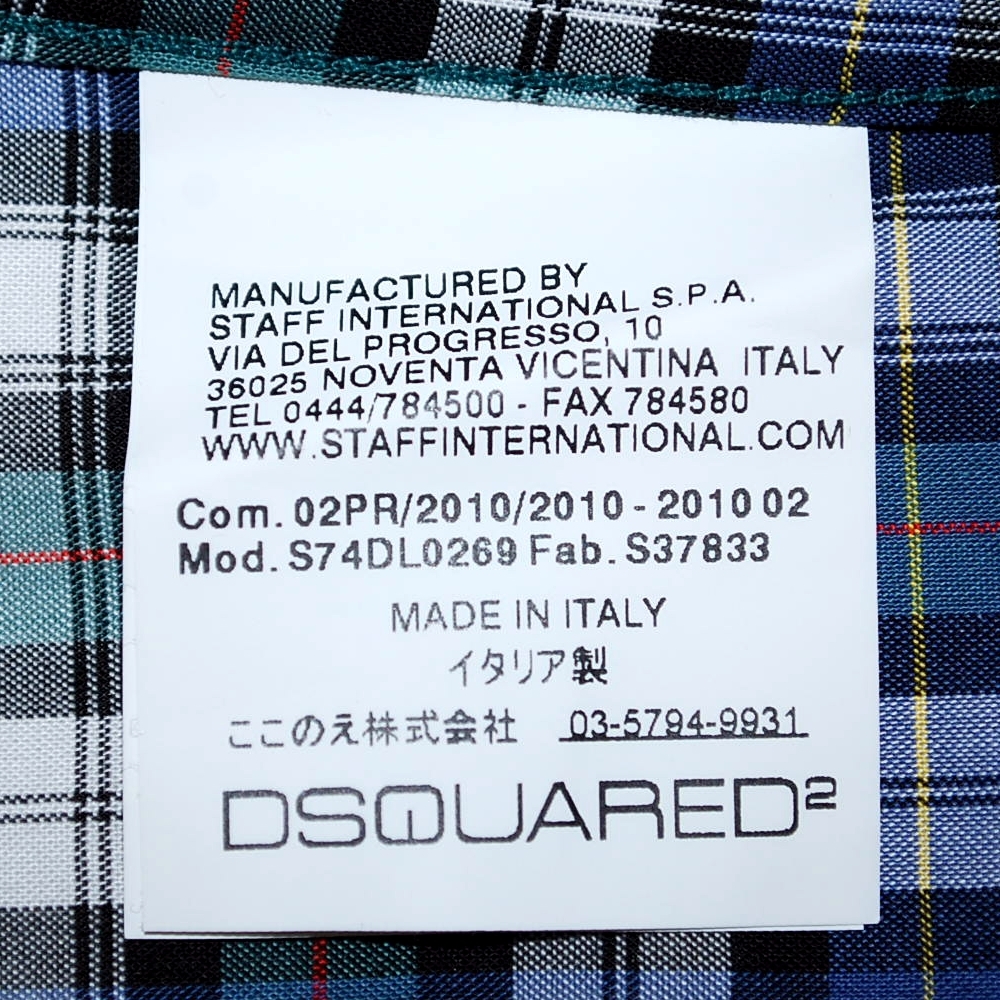 MANUFACTURED BY
STAFF INTERNATIONAL S.P.A.
VIA DEL PROGRESSO, 10
36025 NOVENTA VICENTINA ITALY
TEL 0444/784500 - FAX 784580
WWW.STAFFINTERNATIONAL.COM
Com. 02PR/2010/2010 - 2010 02
Mod. S74DL0269 Fab. S37833
MADE IN ITALY
イタリア製
ここのえ株式会社 03-5794-9931
DSQUARED2